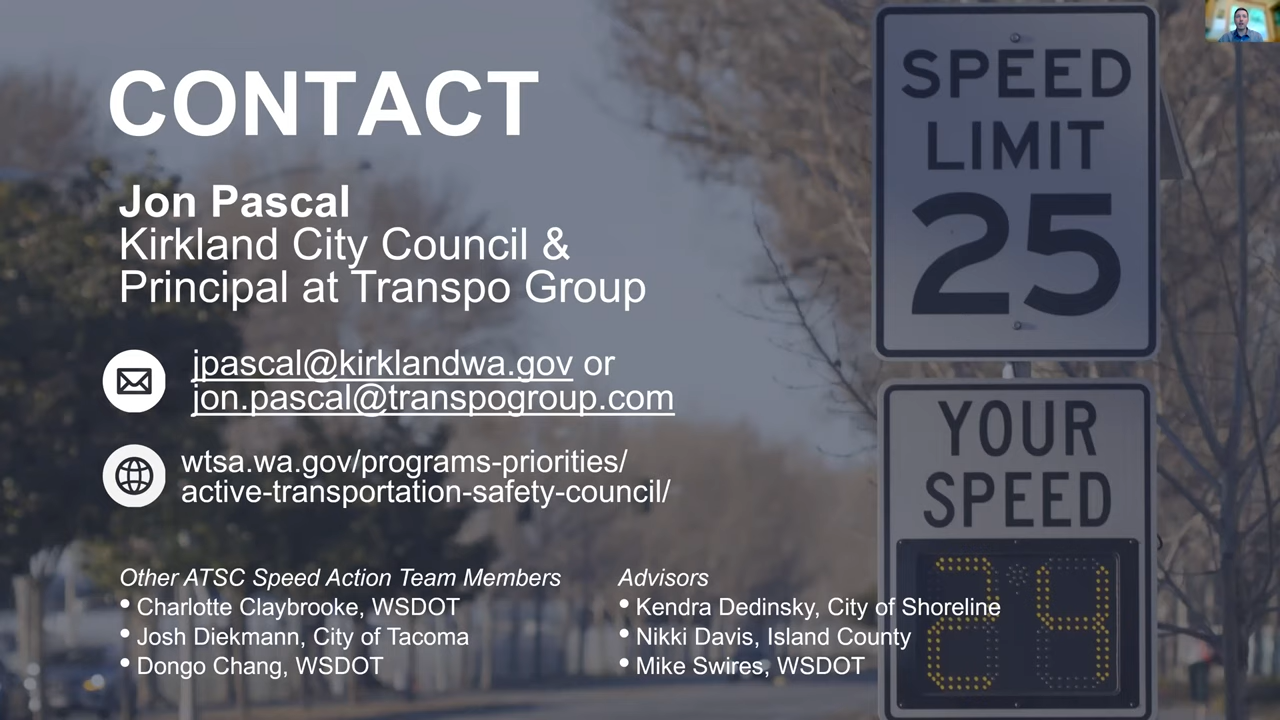 CONTACT
Jon Pascal
Kirkland City Council &
Principal at Transpo Group
jpascal@kirklandwa.gov or
jon.pascal@transpogroup.com
wtsa.wa.gov/programs-priorities/
active-transportation-safety-council/
Other ATSC Speed Action Team Members
• Charlotte Claybrooke, WSDOT
• Josh Diekmann, City of Tacoma
• Dongo Chang, WSDOT
Advisors
• Kendra Dedinsky, City of Shoreline
• Nikki Davis, Island County
• Mike Swires, WSDOT
SPEED
LIMIT
25
YOUR
SPEED
24